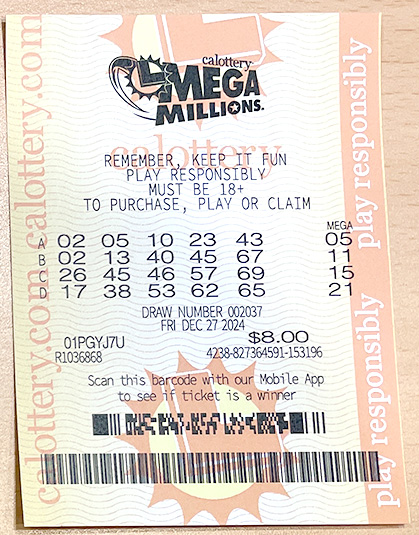 calottery
MEGA
MILLIONS.
calottery
REMEMBER, KEEP IT FUN
PLAY RESPONSIBLY
MUST BE 18+
TO PURCHASE, PLAY OR CLAIM
MEGA
A 02 05 10 23 43 05
B 02 13 40 45 67 11
C 26 45 46 57 69 15
D 17 38 53 62 65 21
DRAW NUMBER 002037
FRI DEC 27 2024
01PGYJ7U $8.00
R1036868 4238-827364591-153196
Scan this barcode with our Mobile App
to see if ticket is a winner
calottery.com calottery.com
play responsibly play responsibly